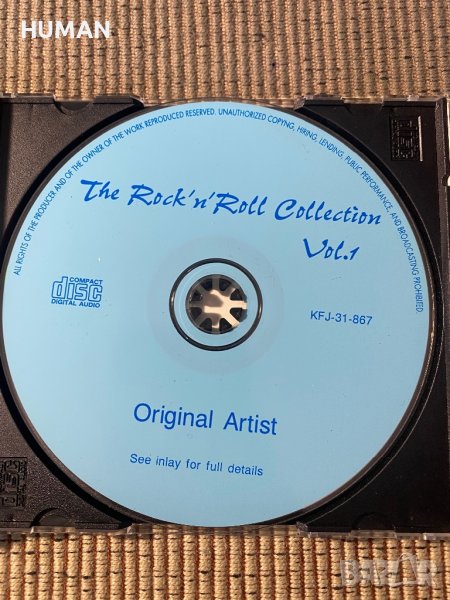 HUMAN
ALL RIGHTS OF THE PRODUCER AND OF THE OWNER OF THE WORK REPRODUCED RESERVED. UNAUTHORIZED COPYNG, HIRING, LENDING, PUBLIC PERFORMANCE, AND BROADCASTING PROHIBITED.
The Rock'n'Roll Collection
Vol.1
COMPACT
disc
DIGITAL AUDIO
KFJ-31-867
Original Artist
See inlay for full details